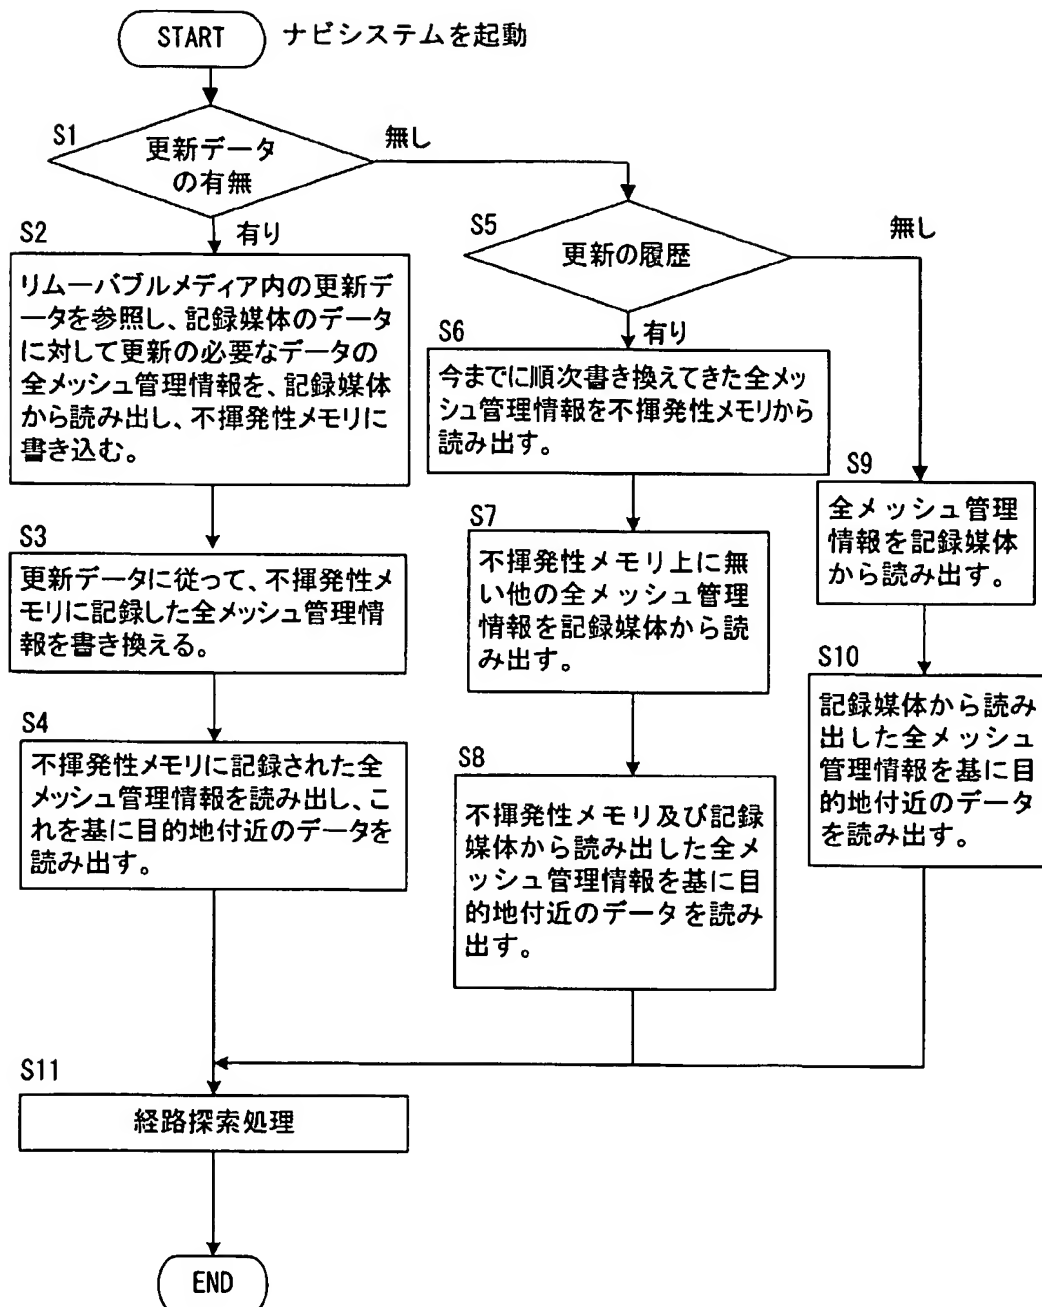 START
ナビシステムを起動
S1
更新データ
の有無
無し
有り
S2
リムーバブルメディア内の更新デ
ータを参照し、記録媒体のデータ
に対して更新の必要なデータの
全メッシュ管理情報を、記録媒体
から読み出し、不揮発性メモリに
書き込む。
S3
更新データに従って、不揮発性メ
モリに記録した全メッシュ管理情
報を書き換える。
S4
不揮発性メモリに記録された全
メッシュ管理情報を読み出し、こ
れを基に目的地付近のデータを
読み出す。
S5
更新の履歴
無し
有り
S6
今までに順次書き換えてきた全メッ
シュ管理情報を不揮発性メモリから
読み出す。
S7
不揮発性メモリ上に無
い他の全メッシュ管理
情報を記録媒体から読
み出す。
S8
不揮発性メモリ及び記録
媒体から読み出した全メ
ッシュ管理情報を基に目
的地付近のデータを読み
出す。
S9
全メッシュ管理
情報を記録媒体
から読み出す。
S10
記録媒体から読み
出した全メッシュ
管理情報を基に目
的地付近のデータ
を読み出す。
S11
経路探索処理
END